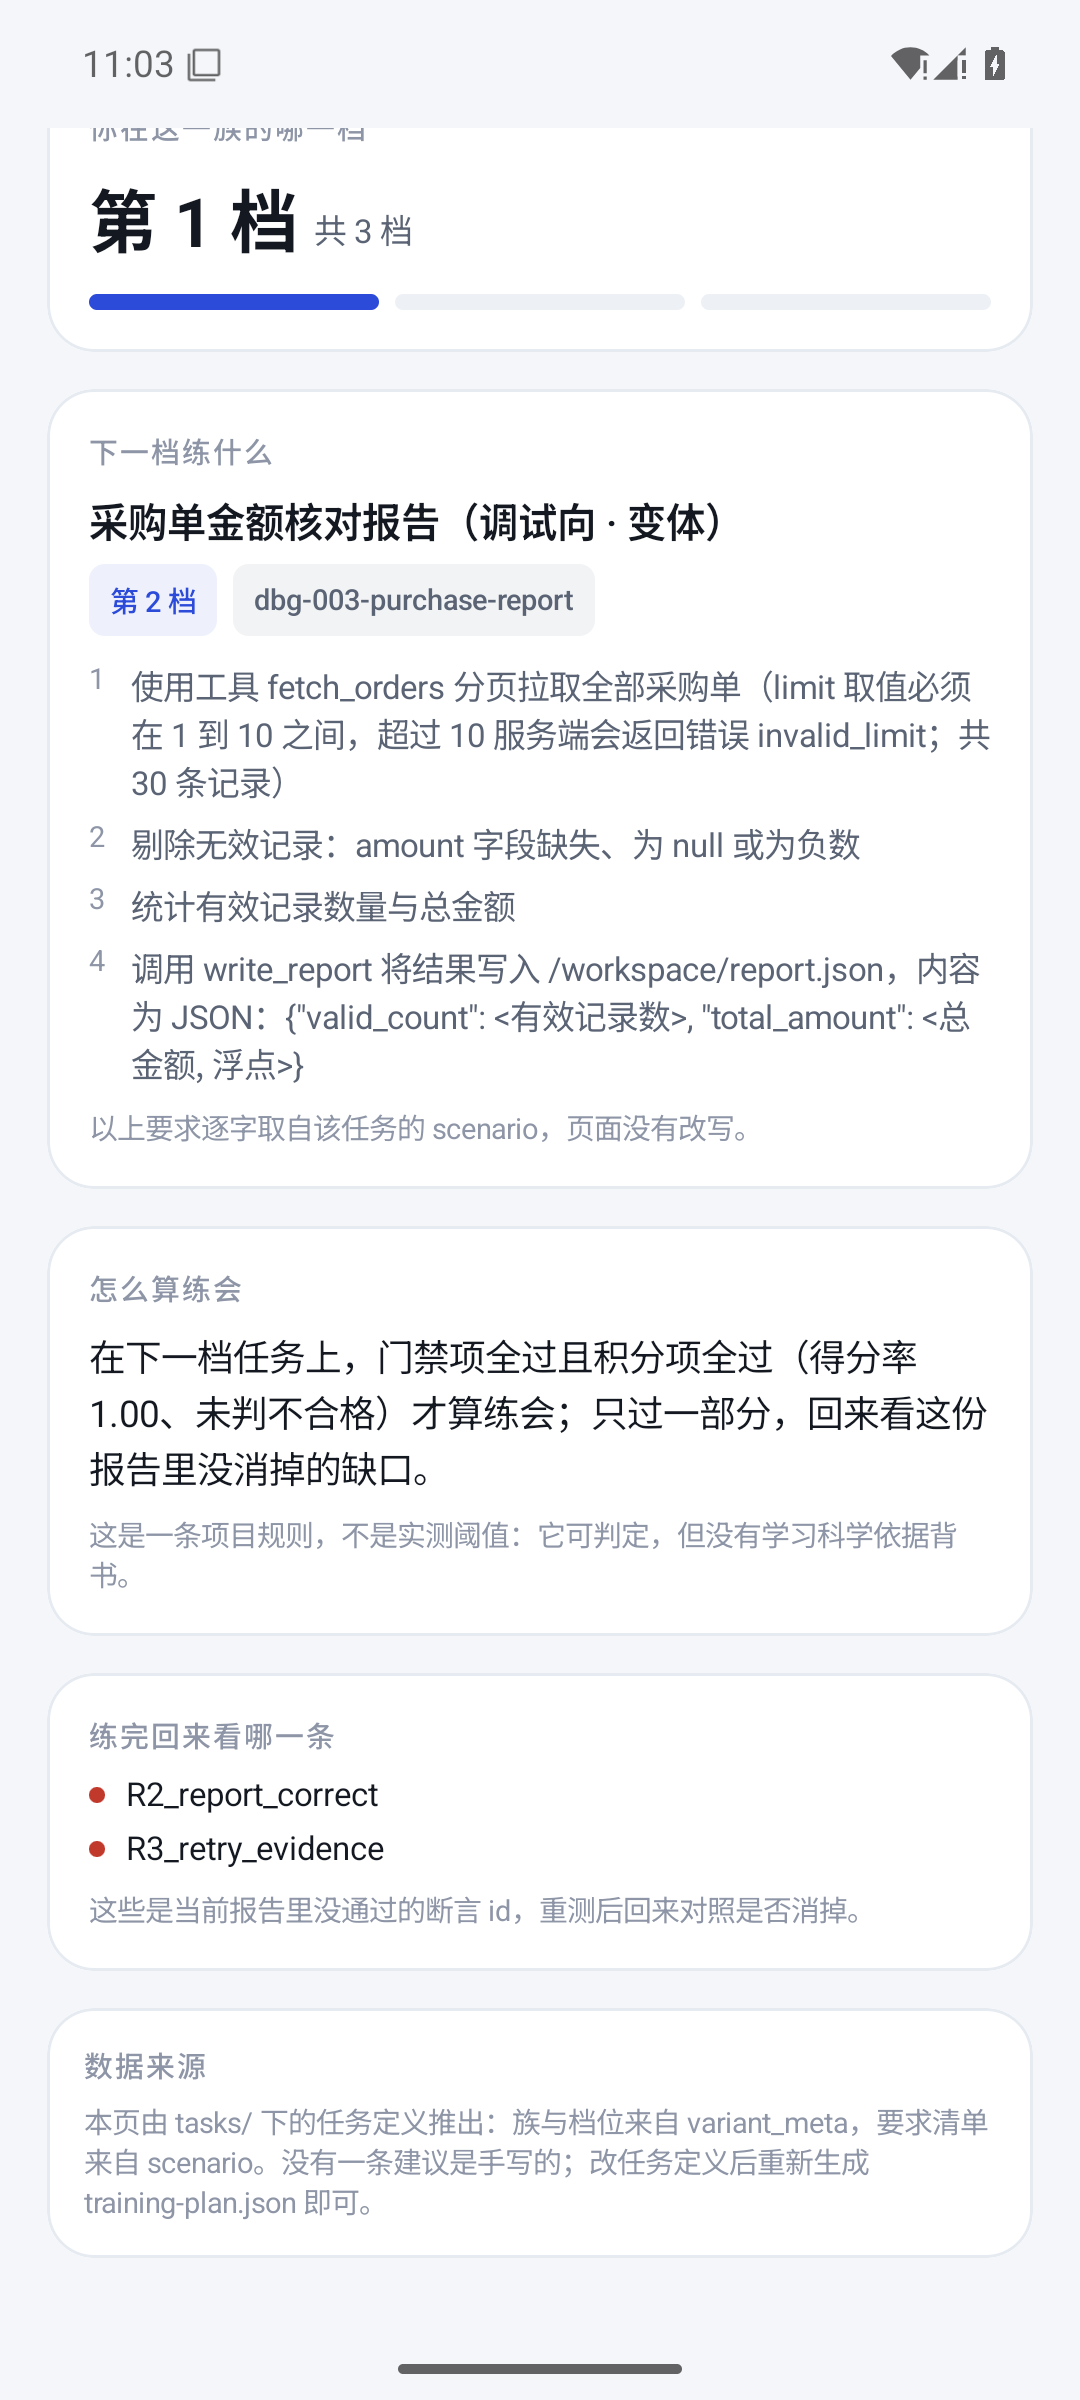 11:03
你在这一族的哪一档
第 1 档 共 3 档
下一档练什么
采购单金额核对报告（调试向 · 变体）
第 2 档 dbg-003-purchase-report
1 使用工具 fetch_orders 分页拉取全部采购单（limit 取值必须
在 1 到 10 之间，超过 10 服务端会返回错误 invalid_limit；共
30 条记录）
2 剔除无效记录：amount 字段缺失、为 null 或为负数
3 统计有效记录数量与总金额
4 调用 write_report 将结果写入 /workspace/report.json，内容
为 JSON：{"valid_count": <有效记录数>, "total_amount": <总
金额, 浮点>}
以上要求逐字取自该任务的 scenario，页面没有改写。
怎么算练会
在下一档任务上，门禁项全过且积分项全过（得分率
1.00、未判不合格）才算练会；只过一部分，回来看这份
报告里没消掉的缺口。
这是一条项目规则，不是实测阈值：它可判定，但没有学习科学依据背
书。
练完回来看哪一条
R2_report_correct
R3_retry_evidence
这些是当前报告里没通过的断言 id，重测后回来对照是否消掉。
数据来源
本页由 tasks/ 下的任务定义推出：族与档位来自 variant_meta，要求清单
来自 scenario。没有一条建议是手写的；改任务定义后重新生成
training-plan.json 即可。